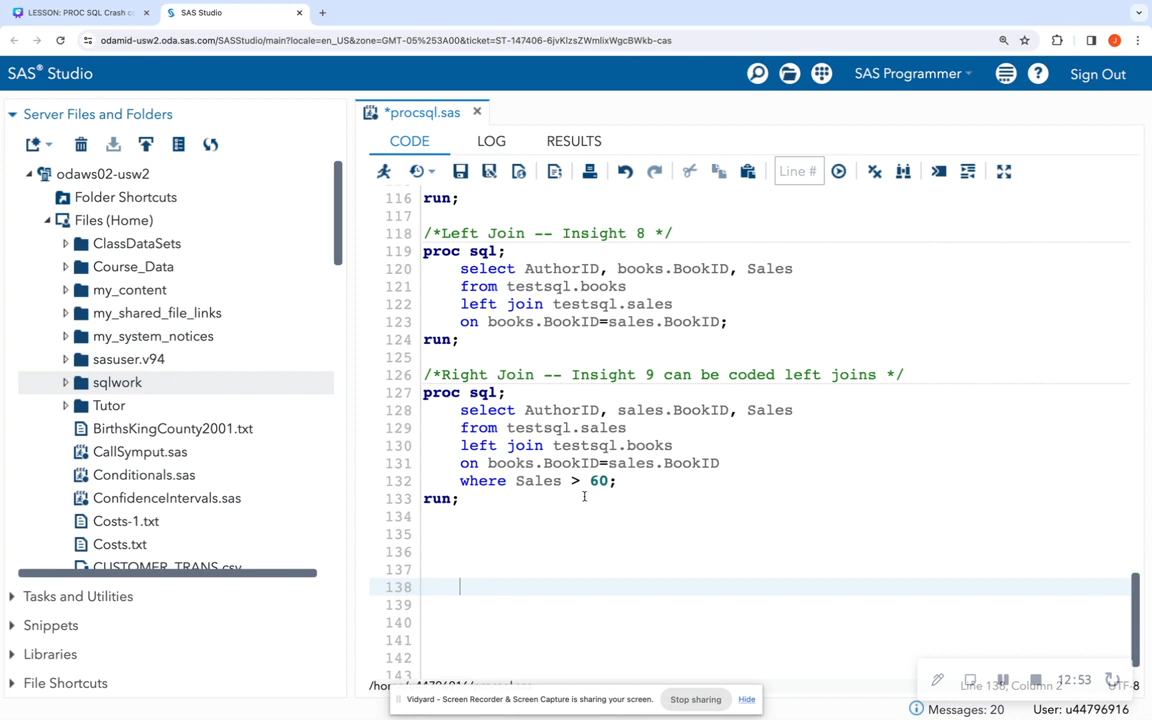 LESSON: PROC SQL Crash c
SAS Studio
odamid-usw2.oda.sas.com/SASStudio/main?locale=en_US&zone=GMT-05%253A00&ticket=ST-147406-6jvKIzsZWmlixWgcBWkb-cas
J
SAS® Studio
SAS Programmer
Sign Out
Server Files and Folders
odaws02-usw2
Folder Shortcuts
Files (Home)
ClassDataSets
Course_Data
my_content
my_shared_file_links
my_system_notices
sasuser.v94
sqlwork
Tutor
BirthsKingCounty2001.txt
CallSymput.sas
Conditionals.sas
ConfidenceIntervals.sas
Costs-1.txt
Costs.txt
CUSTOMER_TRANS.csv
Tasks and Utilities
Snippets
Libraries
File Shortcuts
*procsql.sas
CODE LOG RESULTS
Line #
116 run;
117
118 /*Left Join -- Insight 8 */
119 proc sql;
120 select AuthorID, books.BookID, Sales
121 from testsql.books
122 left join testsql.sales
123 on books.BookID=sales.BookID;
124 run;
125
126 /*Right Join -- Insight 9 can be coded left joins */
127 proc sql;
128 select AuthorID, sales.BookID, Sales
129 from testsql.sales
130 left join testsql.books
131 on books.BookID=sales.BookID
132 where Sales > 60;
133 run;
134
135
136
137
138
139
140
141
142
143
12:53
Line 138, Column 2
UTF-8
Vidyard - Screen Recorder & Screen Capture is sharing your screen.
Stop sharing
Hide
Messages: 20
User: u44796916